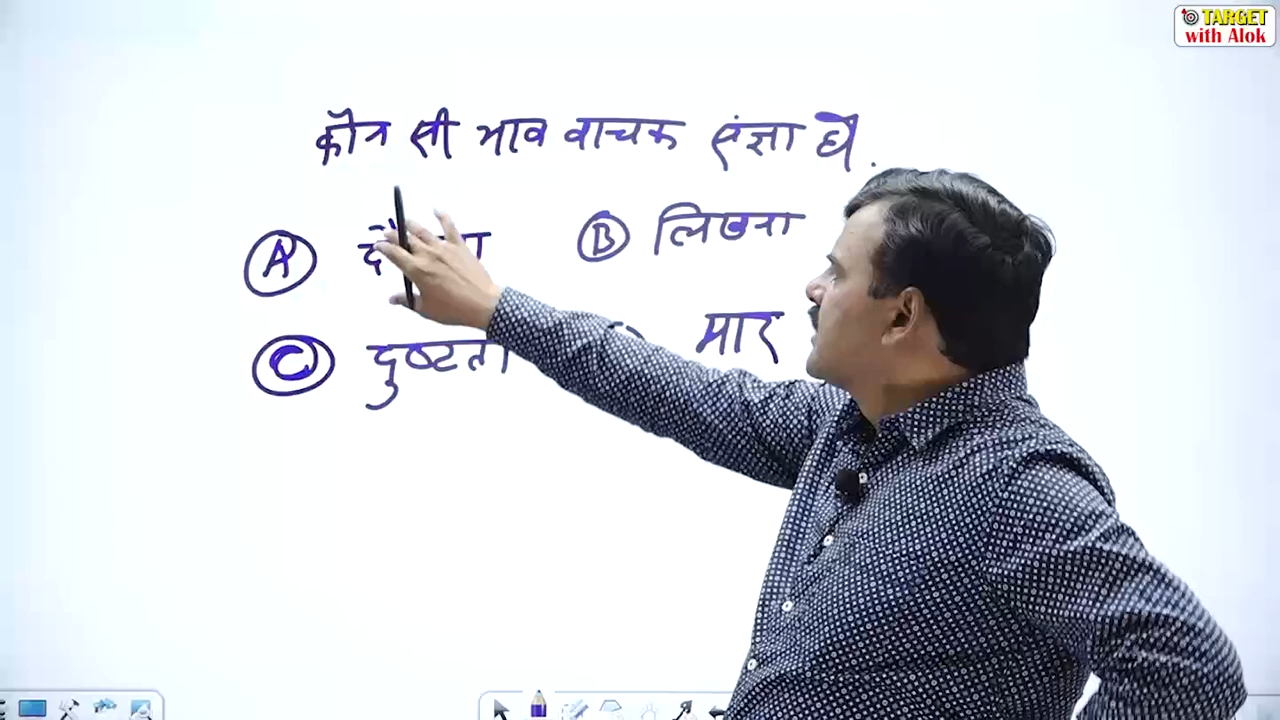 TARGET
with Alok
कौन सी भाव वाचक संज्ञा है.
A B लिखना
C दुष्टता मार